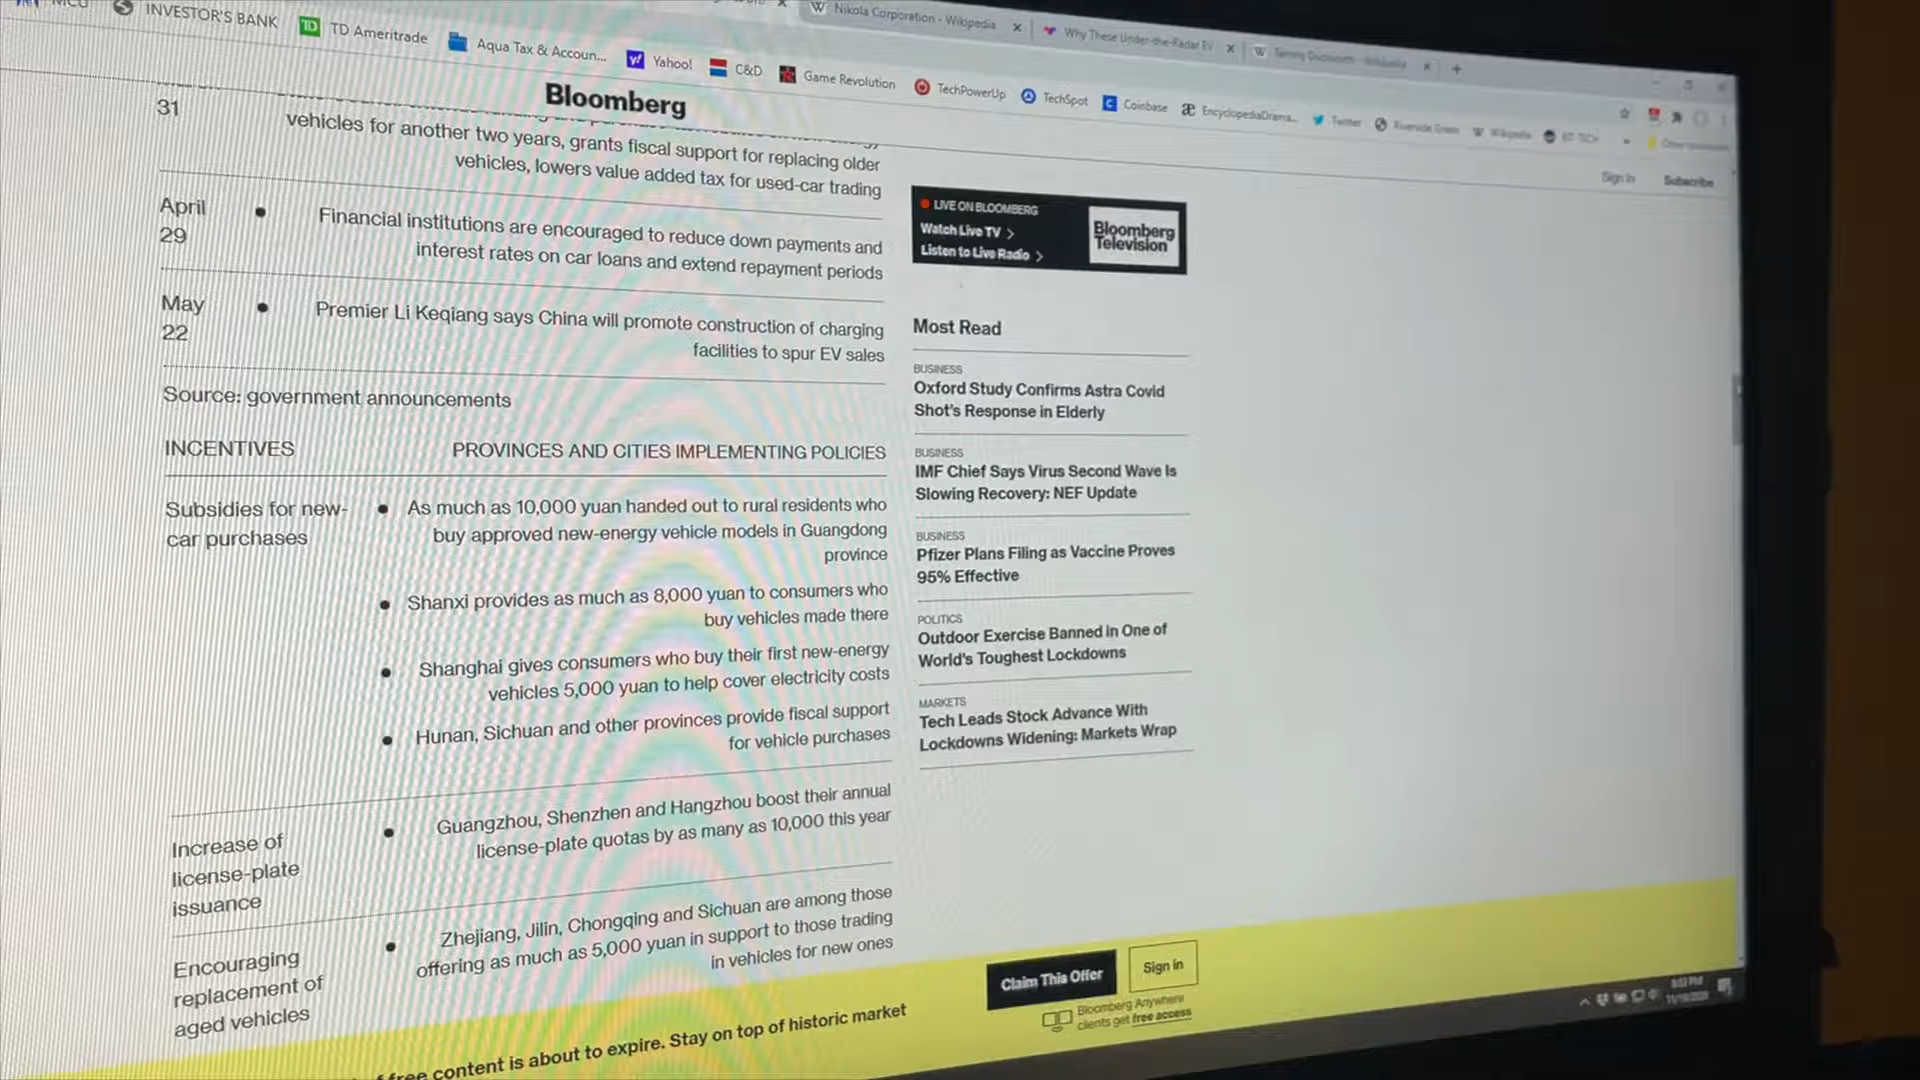 INVESTOR'S BANK
TD Ameritrade
Aqua Tax & Accoun...
Yahoo!
C&D
Game Revolution
TechPowerUp
TechSpot
Coinbase
EncyclopediaDrama...
Twitter
Riverside Green
Wikipedia
Nikola Corporation - Wikipedia
Why These Under-the-Radar EV
Bloomberg
Sign In
Subscribe
31
vehicles for another two years, grants fiscal support for replacing older
vehicles, lowers value added tax for used-car trading
April
29
• Financial institutions are encouraged to reduce down payments and
interest rates on car loans and extend repayment periods
May
22
• Premier Li Keqiang says China will promote construction of charging
facilities to spur EV sales
Source: government announcements
INCENTIVES
PROVINCES AND CITIES IMPLEMENTING POLICIES
Subsidies for new-
car purchases
• As much as 10,000 yuan handed out to rural residents who
buy approved new-energy vehicle models in Guangdong
province
• Shanxi provides as much as 8,000 yuan to consumers who
buy vehicles made there
• Shanghai gives consumers who buy their first new-energy
vehicles 5,000 yuan to help cover electricity costs
• Hunan, Sichuan and other provinces provide fiscal support
for vehicle purchases
Increase of
license-plate
issuance
• Guangzhou, Shenzhen and Hangzhou boost their annual
license-plate quotas by as many as 10,000 this year
Encouraging
replacement of
aged vehicles
• Zhejiang, Jilin, Chongqing and Sichuan are among those
offering as much as 5,000 yuan in support to those trading
in vehicles for new ones
LIVE ON BLOOMBERG
Watch Live TV >
Listen to Live Radio >
Bloomberg
Television
Most Read
BUSINESS
Oxford Study Confirms Astra Covid
Shot's Response in Elderly
BUSINESS
IMF Chief Says Virus Second Wave Is
Slowing Recovery: NEF Update
BUSINESS
Pfizer Plans Filing as Vaccine Proves
95% Effective
POLITICS
Outdoor Exercise Banned in One of
World's Toughest Lockdowns
MARKETS
Tech Leads Stock Advance With
Lockdowns Widening: Markets Wrap
free content is about to expire. Stay on top of historic market
Claim This Offer
Sign in
Bloomberg Anywhere
clients get free access